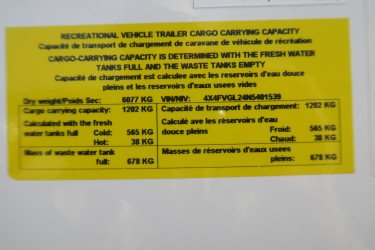 RECREATIONAL VEHICLE TRAILER CARGO CARRYING CAPACITY
Capacité de transport de chargement de caravane de véhicule de récréation
CARGO-CARRYING CAPACITY IS DETERMINED WITH THE FRESH WATER
TANKS FULL AND THE WASTE TANKS EMPTY
Capacité de chargement est calculée avec les reservoirs d'eau douce
pleins et les reservoirs d'eaux usees vides
Dry weight/Poids Sec: 6077 KG VIN/NIV: 4X4FVGL24N5401539
Cargo carrying capacity: 1202 KG Capacité de transport de chargement: 1202 KG
Calculated with the fresh Calculé avec les réservoirs d'eau
water tanks full Cold: 565 KG douce pleins Froid: 565 KG
Hot: 38 KG Chaud: 38 KG
Mass of waste water tank Masses de réservoirs d'eaux usees
full: 678 KG pleins: 678 KG